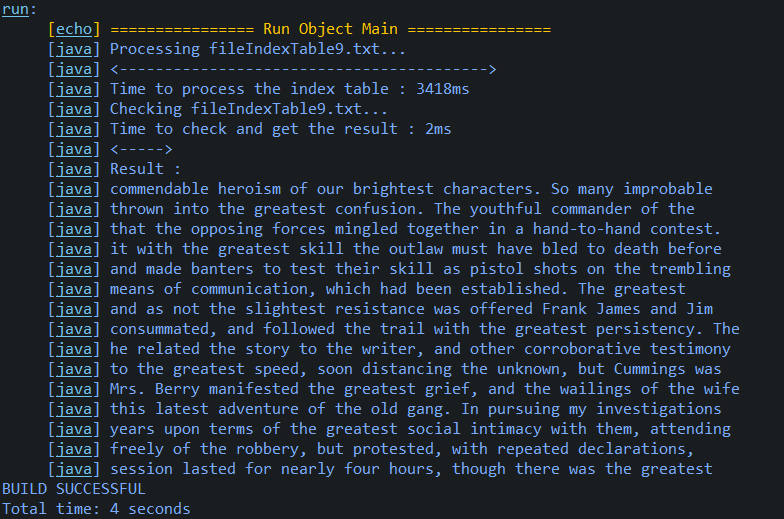 run:
[echo] ================ Run Object Main ================
[java] Processing fileIndexTable9.txt...
[java] <----------------------------------------->
[java] Time to process the index table : 3418ms
[java] Checking fileIndexTable9.txt...
[java] Time to check and get the result : 2ms
[java] <----->
[java] Result :
[java] commendable heroism of our brightest characters. So many improbable
[java] thrown into the greatest confusion. The youthful commander of the
[java] that the opposing forces mingled together in a hand-to-hand contest.
[java] it with the greatest skill the outlaw must have bled to death before
[java] and made banters to test their skill as pistol shots on the trembling
[java] means of communication, which had been established. The greatest
[java] and as not the slightest resistance was offered Frank James and Jim
[java] consummated, and followed the trail with the greatest persistency. The
[java] he related the story to the writer, and other corroborative testimony
[java] to the greatest speed, soon distancing the unknown, but Cummings was
[java] Mrs. Berry manifested the greatest grief, and the wailings of the wife
[java] this latest adventure of the old gang. In pursuing my investigations
[java] years upon terms of the greatest social intimacy with them, attending
[java] freely of the robbery, but protested, with repeated declarations,
[java] session lasted for nearly four hours, though there was the greatest
BUILD SUCCESSFUL
Total time: 4 seconds